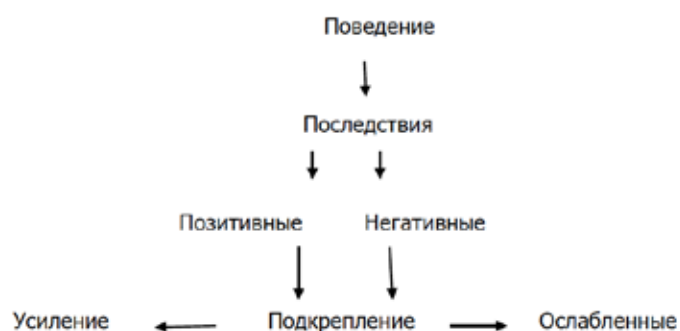 Поведение
Последствия
Позитивные Негативные
Усиление Подкрепление Ослабленные